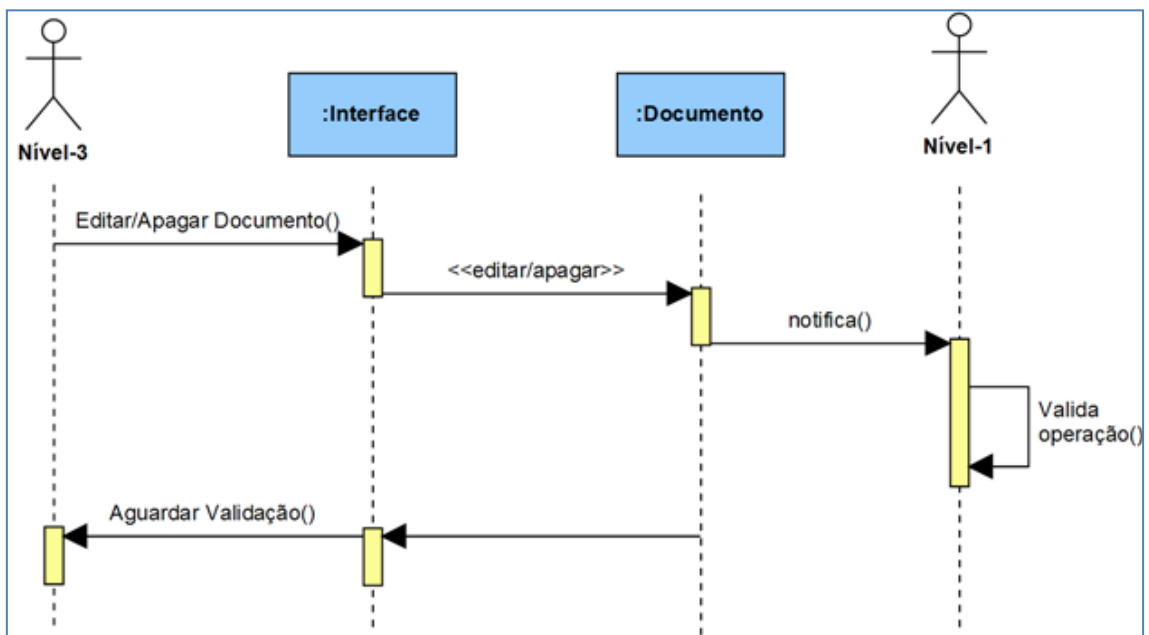 :Interface
:Documento
Nível-3
Nível-1
Editar/Apagar Documento()
<<editar/apagar>>
notifica()
Valida
operação()
Aguardar Validação()